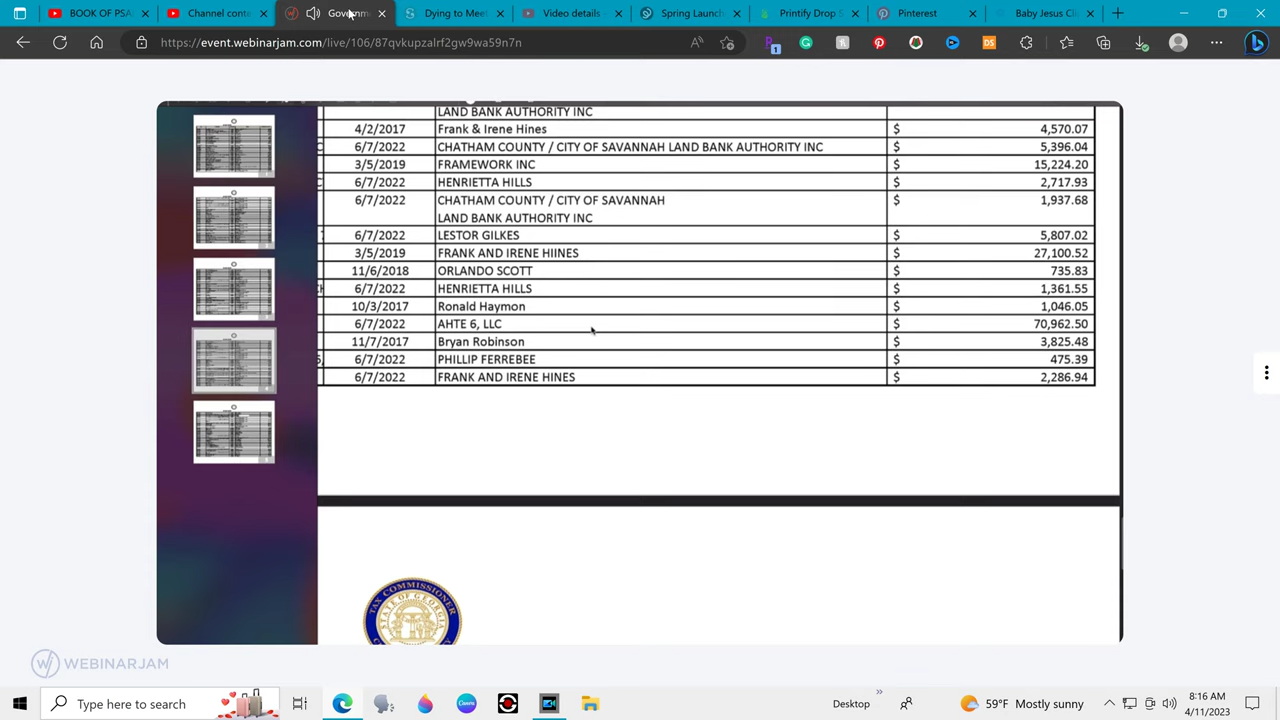 BOOK OF PSA
Channel conte
Governm
Dying to Meet
Video details
Spring Launch
Printify Drop S
Pinterest
Baby Jesus Cli
https://event.webinarjam.com/live/106/87qvkupzalrf2gw9wa59n7n
LAND BANK AUTHORITY INC
4/2/2017 Frank & Irene Hines $ 4,570.07
6/7/2022 CHATHAM COUNTY / CITY OF SAVANNAH LAND BANK AUTHORITY INC $ 5,396.04
3/5/2019 FRAMEWORK INC $ 15,224.20
6/7/2022 HENRIETTA HILLS $ 2,717.93
6/7/2022 CHATHAM COUNTY / CITY OF SAVANNAH $ 1,937.68
LAND BANK AUTHORITY INC
6/7/2022 LESTOR GILKES $ 5,807.02
3/5/2019 FRANK AND IRENE HIINES $ 27,100.52
11/6/2018 ORLANDO SCOTT $ 735.83
6/7/2022 HENRIETTA HILLS $ 1,361.55
10/3/2017 Ronald Haymon $ 1,046.05
6/7/2022 AHTE 6, LLC $ 70,962.50
11/7/2017 Bryan Robinson $ 3,825.48
6/7/2022 PHILLIP FERREBEE $ 475.39
6/7/2022 FRANK AND IRENE HINES $ 2,286.94
TAX COMMISSIONER
STATE OF GEORGIA
WEBINARJAM
Type here to search
Desktop
59°F Mostly sunny
8:16 AM
4/11/2023